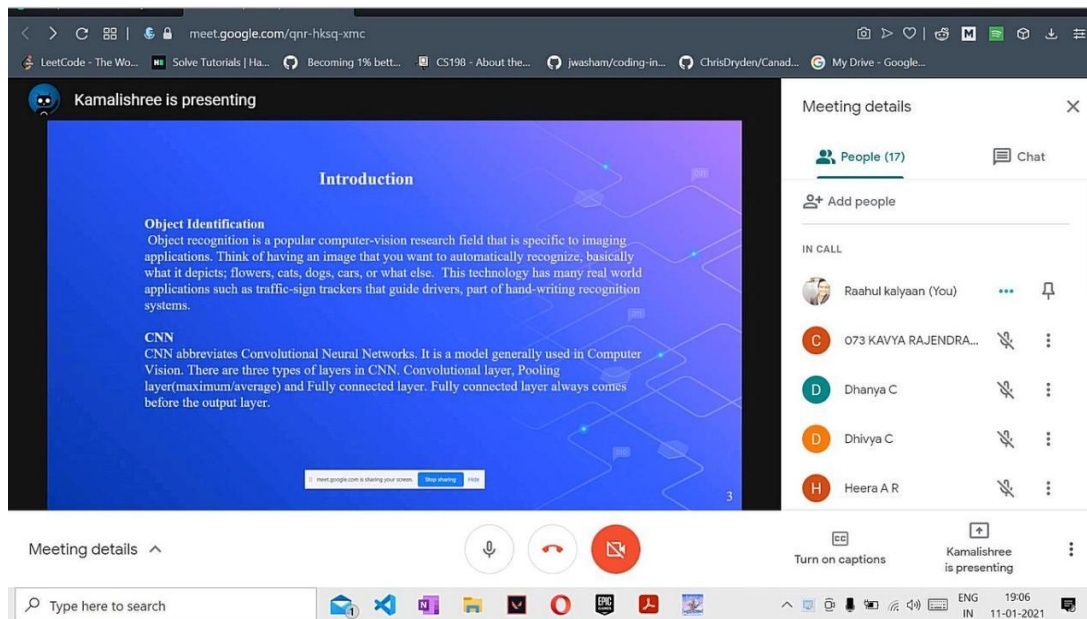 meet.google.com/qnr-hksq-xmc
LeetCode - The Wo... Solve Tutorials | Ha... Becoming 1% bett... CS198 - About the... jwasham/coding-in... ChrisDryden/Canad... My Drive - Google...
Kamalishree is presenting
Introduction
Object Identification
Object recognition is a popular computer-vision research field that is specific to imaging
applications. Think of having an image that you want to automatically recognize, basically
what it depicts; flowers, cats, dogs, cars, or what else. This technology has many real world
applications such as traffic-sign trackers that guide drivers, part of hand-writing recognition
systems.
CNN
CNN abbreviates Convolutional Neural Networks. It is a model generally used in Computer
Vision. There are three types of layers in CNN. Convolutional layer, Pooling
layer(maximum/average) and Fully connected layer. Fully connected layer always comes
before the output layer.
meet.google.com is sharing your screen. Stop sharing Hide
3
Meeting details
People (17) Chat
Add people
IN CALL
Raahul kalyaan (You)
C 073 KAVYA RAJENDRA...
D Dhanya C
D Dhivya C
H Heera A R
Meeting details
Turn on captions
Kamalishree
is presenting
Type here to search
ENG 19:06
IN 11-01-2021